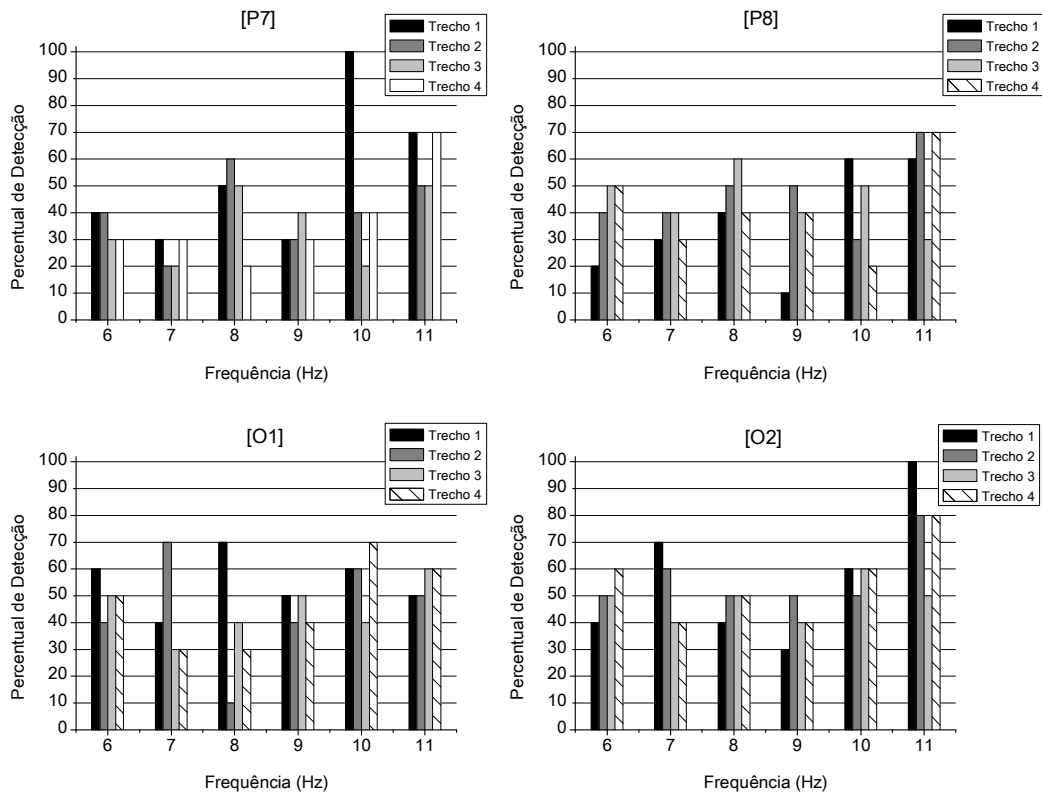 [P7]
Trecho 1
Trecho 2
Trecho 3
Trecho 4
Percentual de Detecção
100
90
80
70
60
50
40
30
20
10
0
6 7 8 9 10 11
Frequência (Hz)
[P8]
Trecho 1
Trecho 2
Trecho 3
Trecho 4
Percentual de Detecção
100
90
80
70
60
50
40
30
20
10
0
6 7 8 9 10 11
Frequência (Hz)
[O1]
Trecho 1
Trecho 2
Trecho 3
Trecho 4
Percentual de Detecção
100
90
80
70
60
50
40
30
20
10
0
6 7 8 9 10 11
Frequência (Hz)
[O2]
Trecho 1
Trecho 2
Trecho 3
Trecho 4
Percentual de Detecção
100
90
80
70
60
50
40
30
20
10
0
6 7 8 9 10 11
Frequência (Hz)